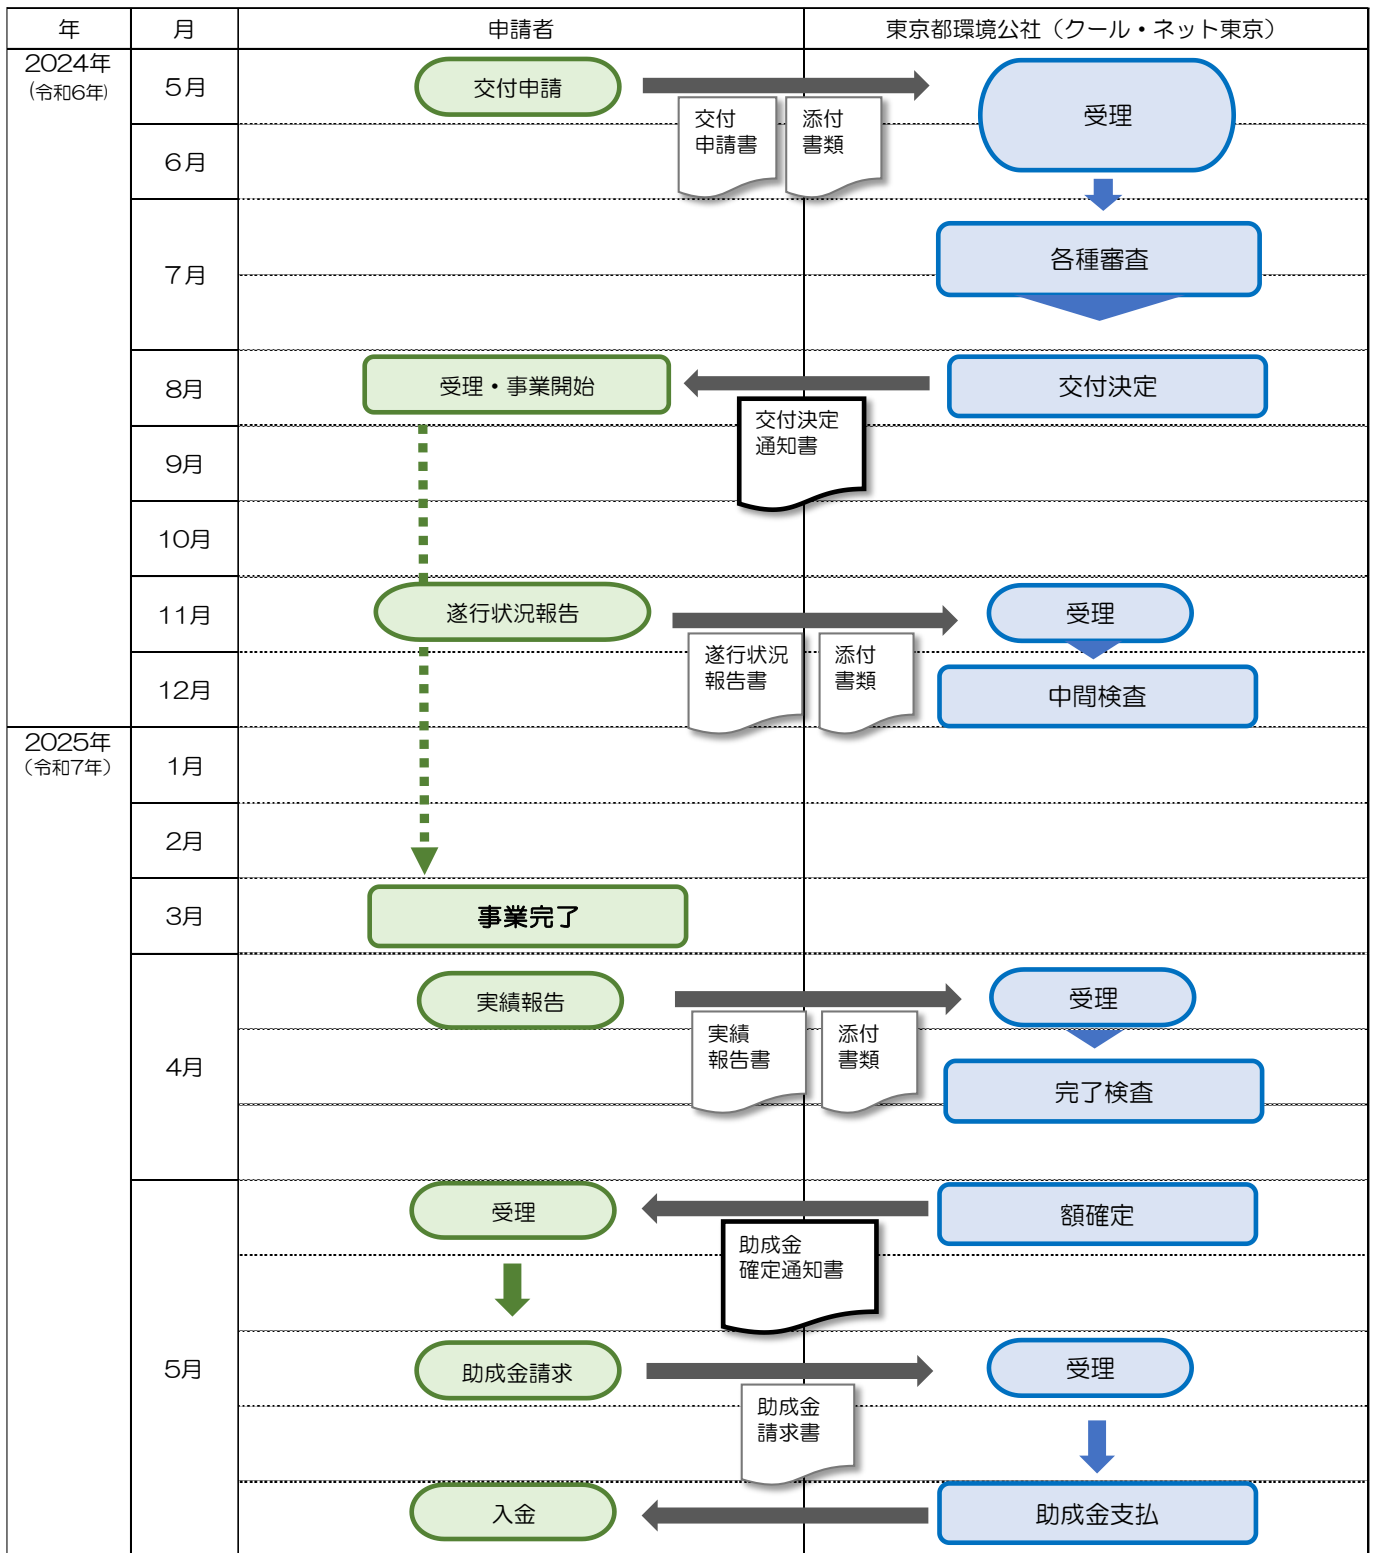 年
月
申請者
東京都環境公社（クール・ネット東京）
2024年
(令和6年)
5月
交付申請
交付
申請書
添付
書類
受理
6月
7月
各種審査
8月
受理・事業開始
交付決定
交付決定
通知書
9月
10月
11月
遂行状況報告
遂行状況
報告書
添付
書類
受理
12月
中間検査
2025年
（令和7年）
1月
2月
3月
事業完了
4月
実績報告
実績
報告書
添付
書類
受理
完了検査
5月
受理
助成金
確定通知書
額確定
助成金請求
助成金
請求書
受理
入金
助成金支払